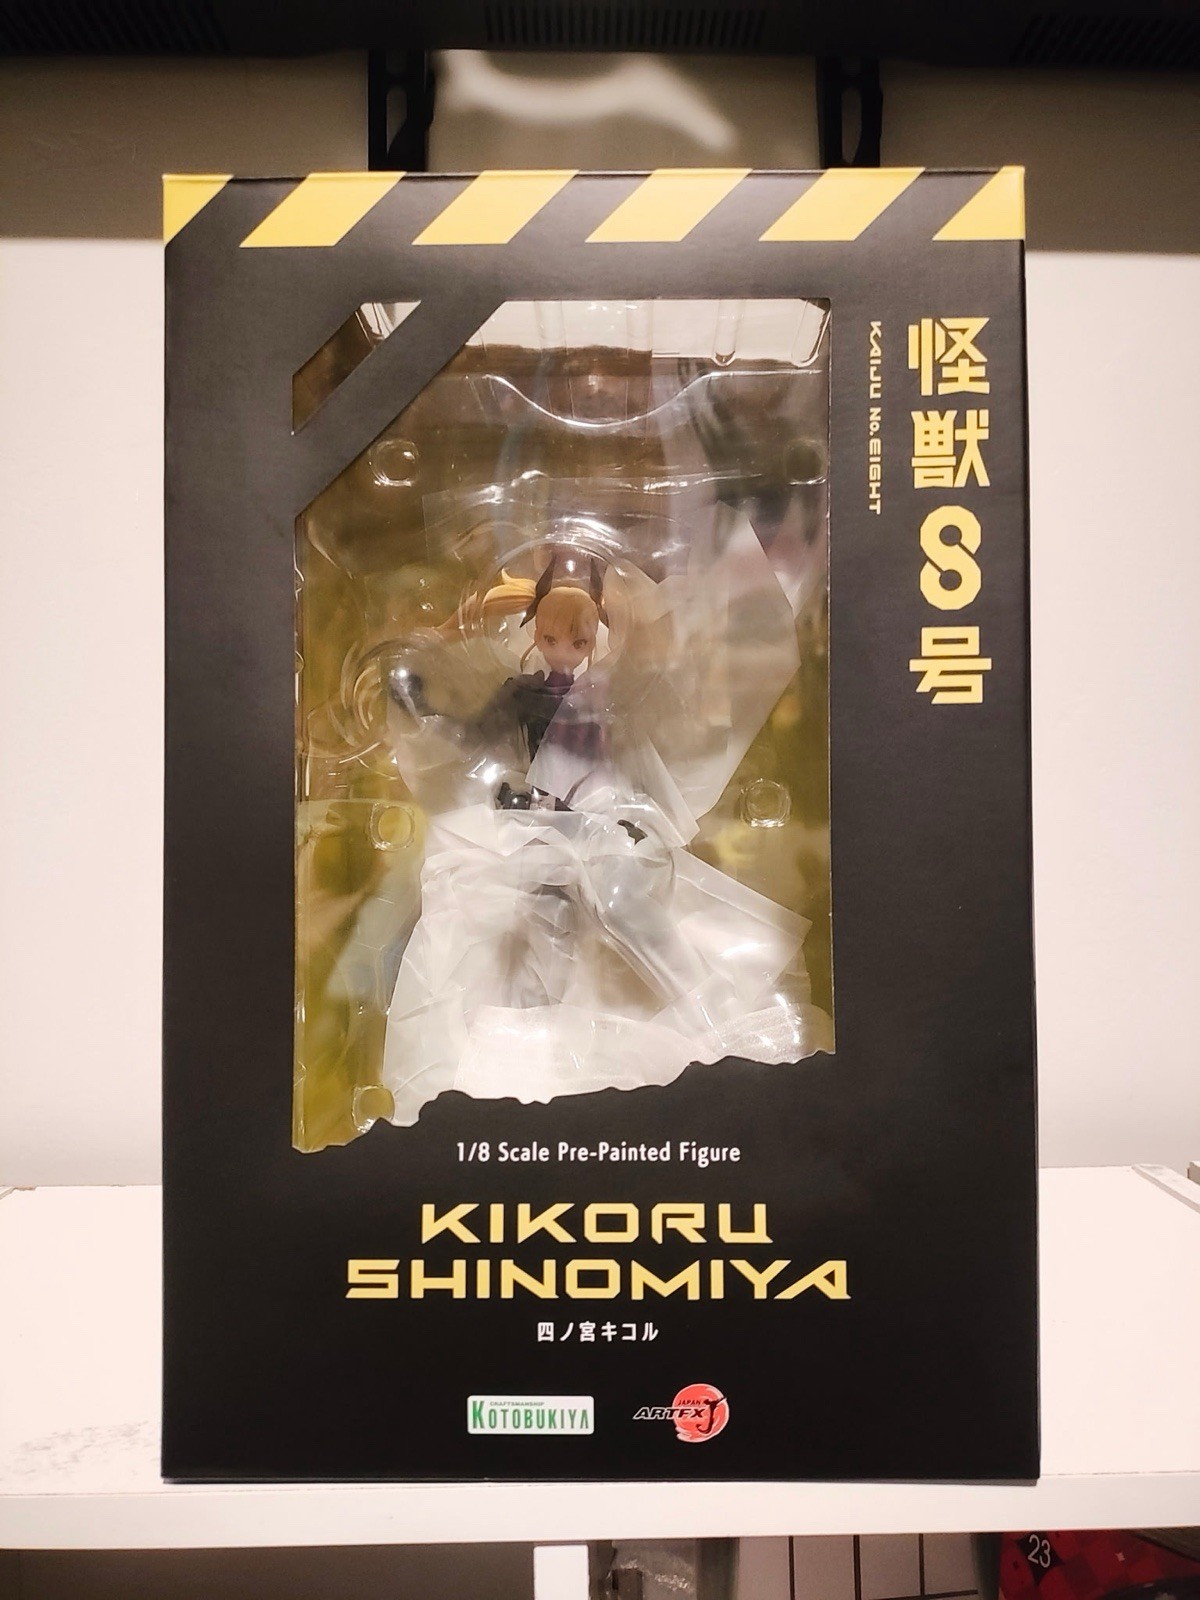 怪獣8号
KAIJU No.EIGHT
1/8 Scale Pre-Painted Figure
KIKORU
SHINOMIYA
四ノ宮キコル
CRAFTSMANSHIP
KOTOBUKIYA
JAPAN
ARTFX J
23